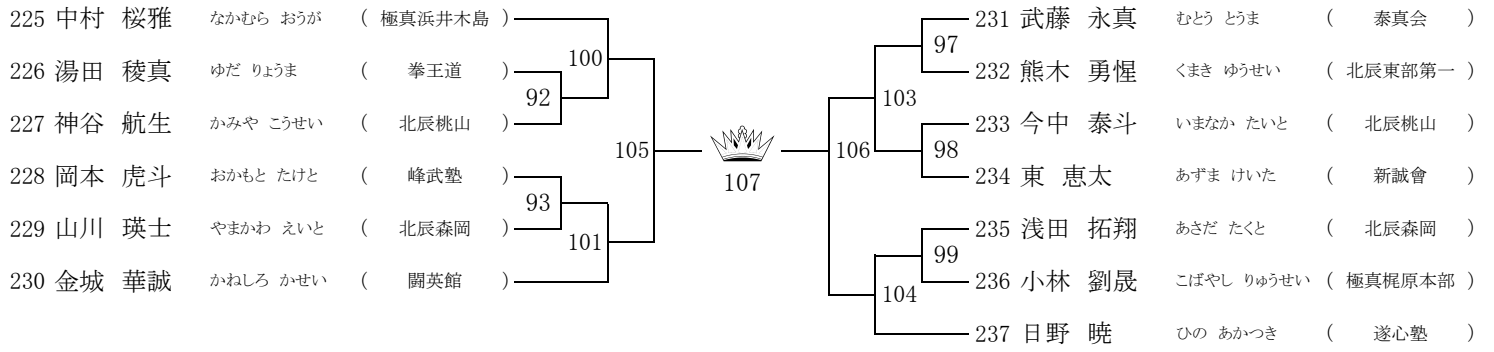 225 中村 桜雅 なかむら おうが ( 極真浜井木島 )
100
226 湯田 稜真 ゆだ りょうま ( 拳王道 )
92
227 神谷 航生 かみや こうせい ( 北辰桃山 )
105
228 岡本 虎斗 おかもと たけと ( 峰武塾 )
93
229 山川 瑛士 やまかわ えいと ( 北辰森岡 )
101
230 金城 華誠 かねしろ かせい ( 闘英館 )
107
231 武藤 永真 むとう とうま ( 泰真会 )
97
232 熊木 勇惺 くまき ゆうせい ( 北辰東部第一 )
103
233 今中 泰斗 いまなか たいと ( 北辰桃山 )
106
98
234 東 恵太 あずま けいた ( 新誠會 )
235 浅田 拓翔 あさだ たくと ( 北辰森岡 )
99
236 小林 劉晟 こばやし りゅうせい ( 極真梶原本部 )
104
237 日野 暁 ひの あかつき ( 遂心塾 )